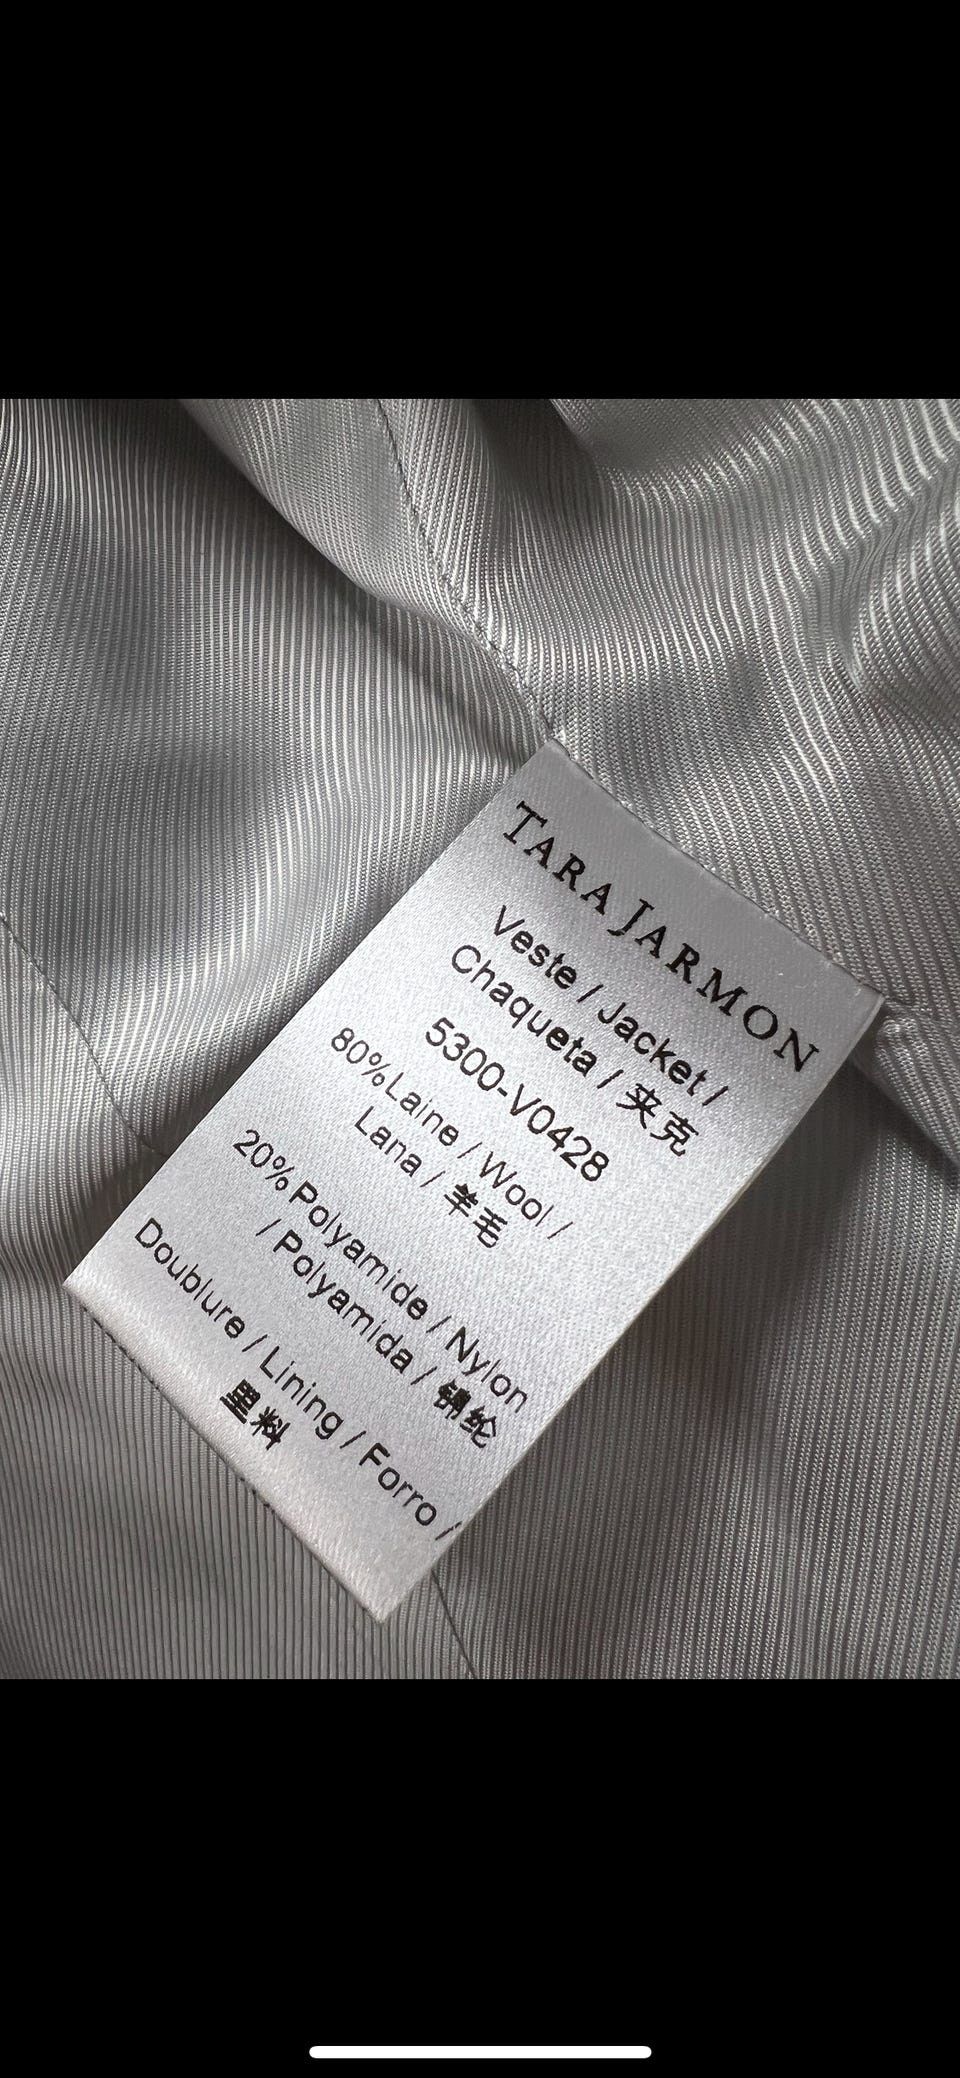 TARA JARMON
Veste / Jacket /
Chaqueta / 夹克
5300-V0428
80%Laine / Wool /
Lana / 羊毛
20% Polyamide / Nylon
/ Polyamida / 锦纶
Doublure / Lining / Forro /
里料